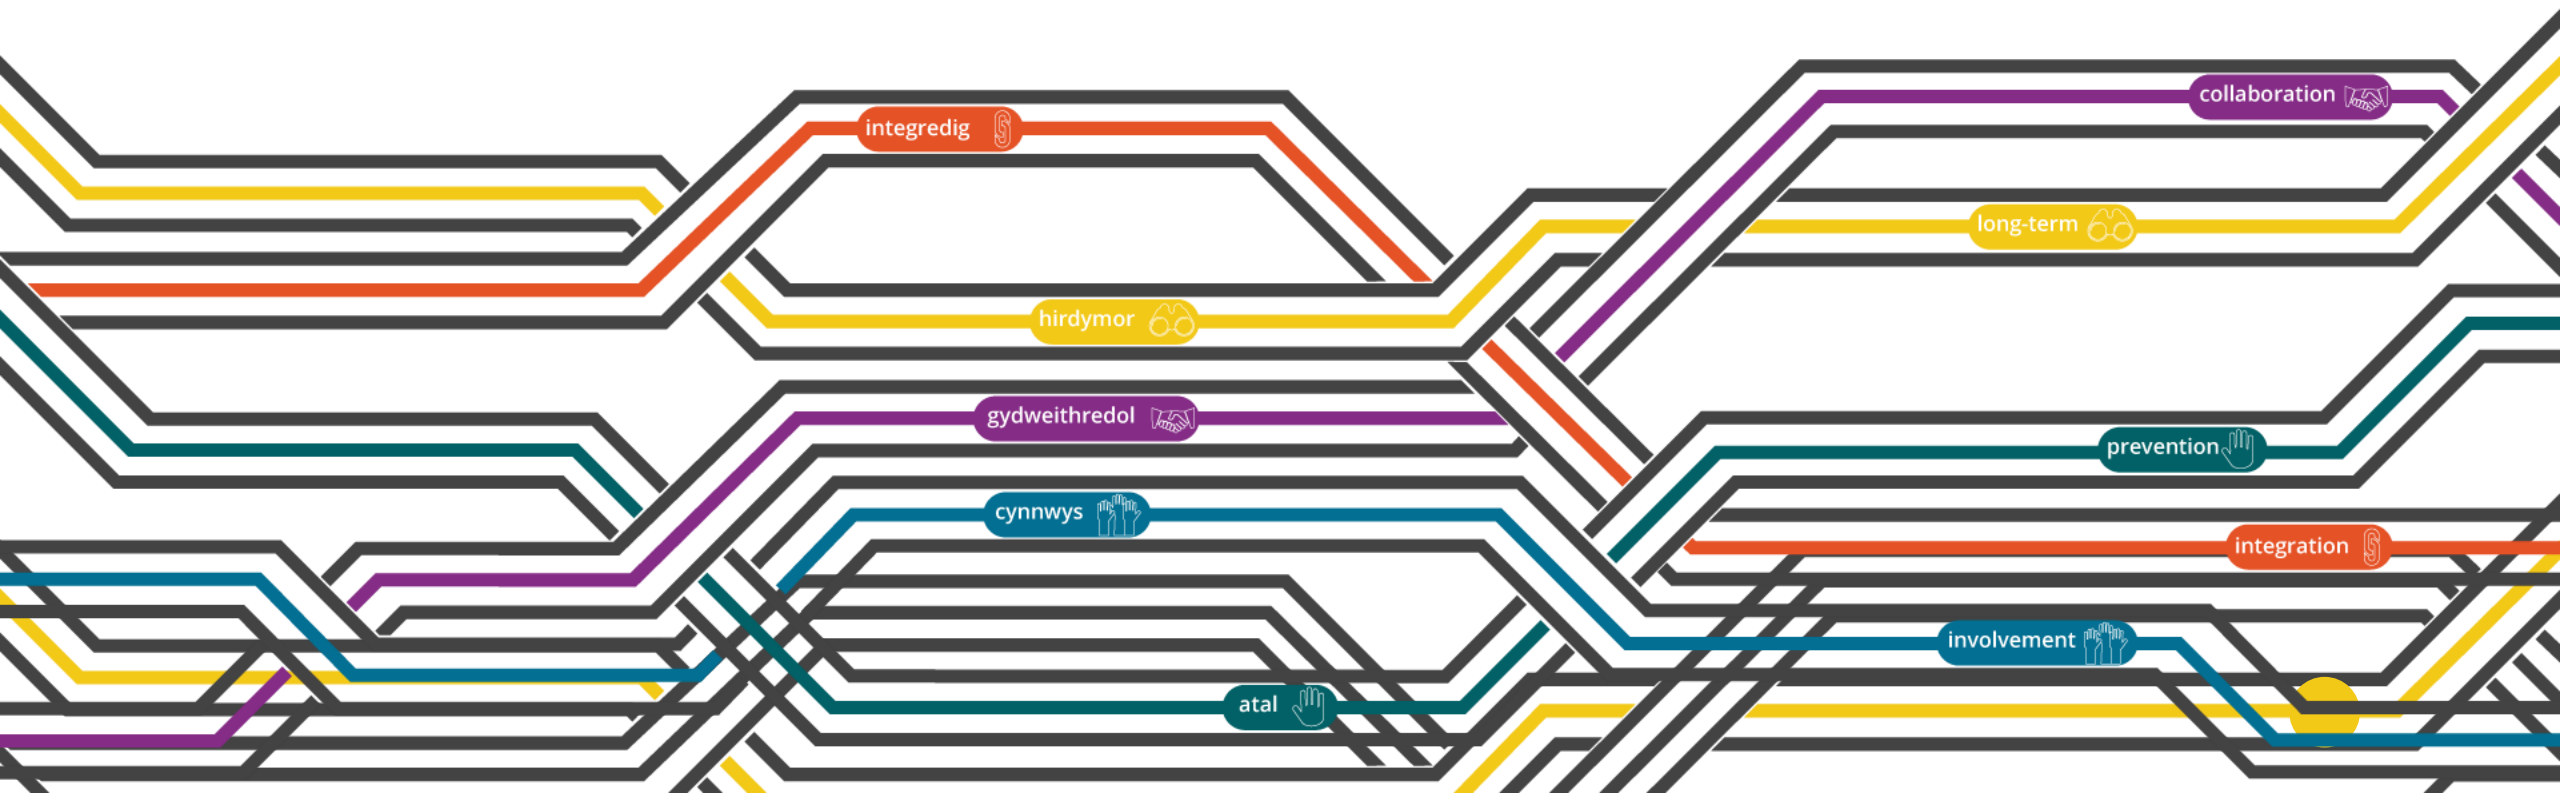 integredig
collaboration
long-term
hirdymor
gydweithredol
prevention
cynnwys
integration
involvement
atal